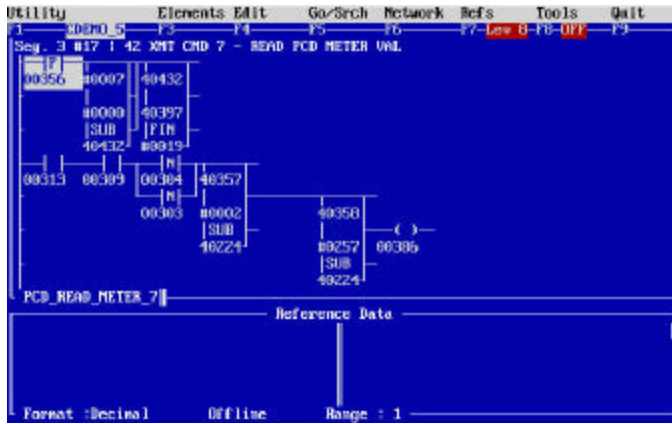 Utility Elements Edit Go/Srch Network Refs Tools Quit
F1 CDEMO_5 F3 F4 F5 F6 F7-Lev 8-F8-OFF F9
Seg. 3 #17 : 42 XMT CMD 7 - READ PCD METER VAL
P
00356 #0007 40432
#0000 40397
SUB FIN
40432 #0019
N
00313 00309 00304 40357
N
00303 #0002 40358
SUB ( )
40224 #0257 00386
SUB
40224
PCD_READ_METER_7
Reference Data
Format :Decimal Offline Range : 1